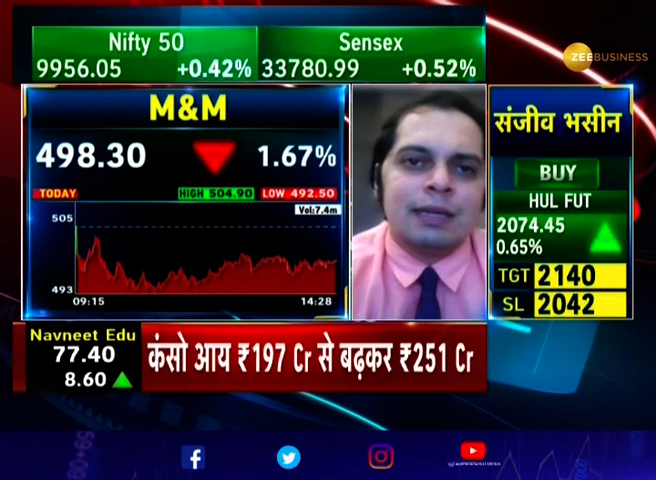 Nifty 50
9956.05 +0.42%
Sensex
33780.99 +0.52%
ZEEBUSINESS
M&M
498.30 1.67%
TODAY HIGH 504.90 LOW 492.50
Vol:7.4m
505
493
09:15 14:28
संजीव भसीन
BUY
HUL FUT
2074.45
0.65%
TGT 2140
SL 2042
Navneet Edu
77.40
8.60
कंसो आय ₹197 Cr से बढ़कर ₹251 Cr